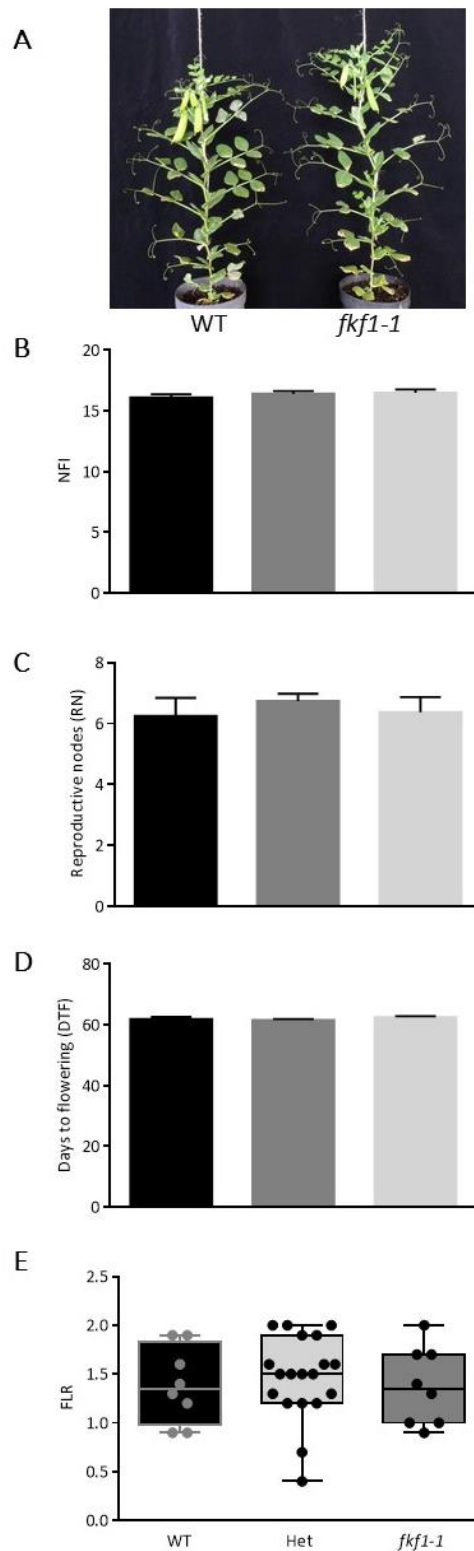 A
WT fkf1-1
B
20
15
10
5
0
NFI
C
8
6
4
2
0
Reproductive nodes (RN)
D
80
60
40
20
0
Days to flowering (DTF)
E
2.5
2.0
1.5
1.0
0.5
0.0
FLR
WT Het fkf1-1